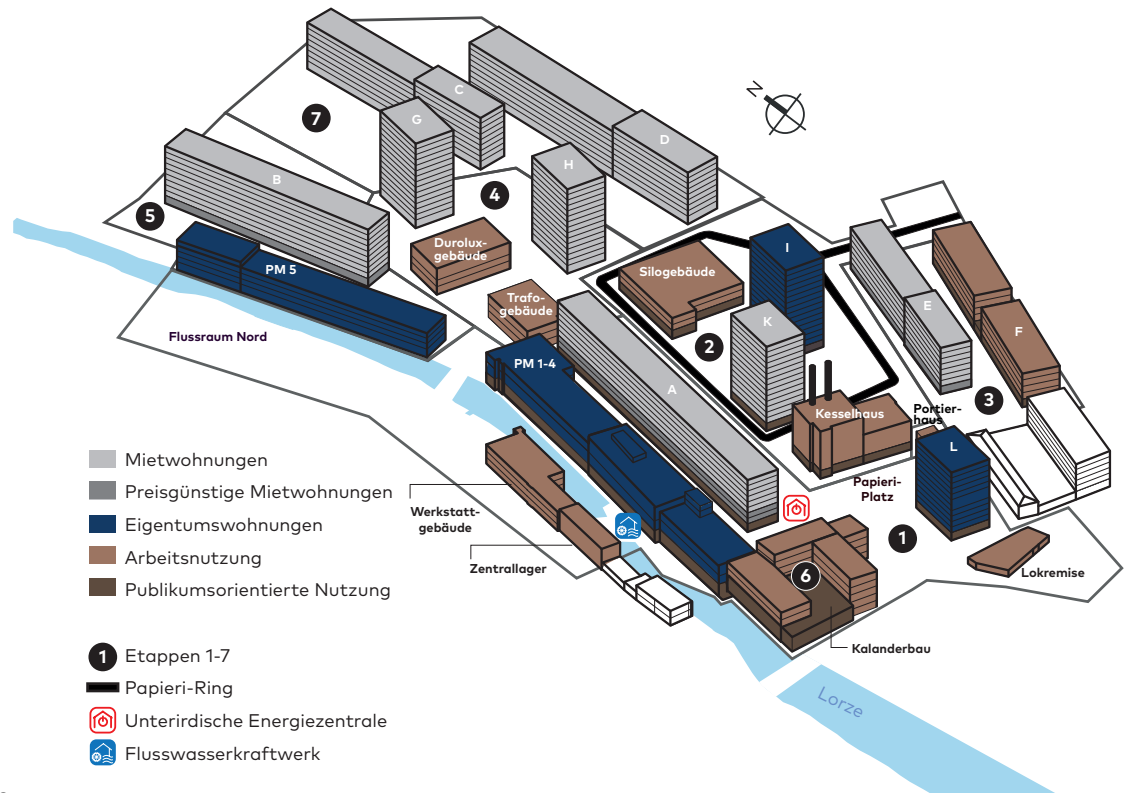 N
C
G
7
D
H
B
4
5
Durolux-
gebäude
I
Silogebäude
PM 5
Trafo-
gebäude
E
F
K
Flussraum Nord
2
PM 1-4
A
3
Kesselhaus
Portier-
haus
L
Papieri-
Platz
Mietwohnungen
Preisgünstige Mietwohnungen
Eigentumswohnungen
Arbeitsnutzung
Publikumsorientierte Nutzung
Werkstatt-
gebäude
Zentrallager
1
6
Lokremise
Kalanderbau
Lorze
1 Etappen 1-7
Papieri-Ring
Unterirdische Energiezentrale
Flusswasserkraftwerk